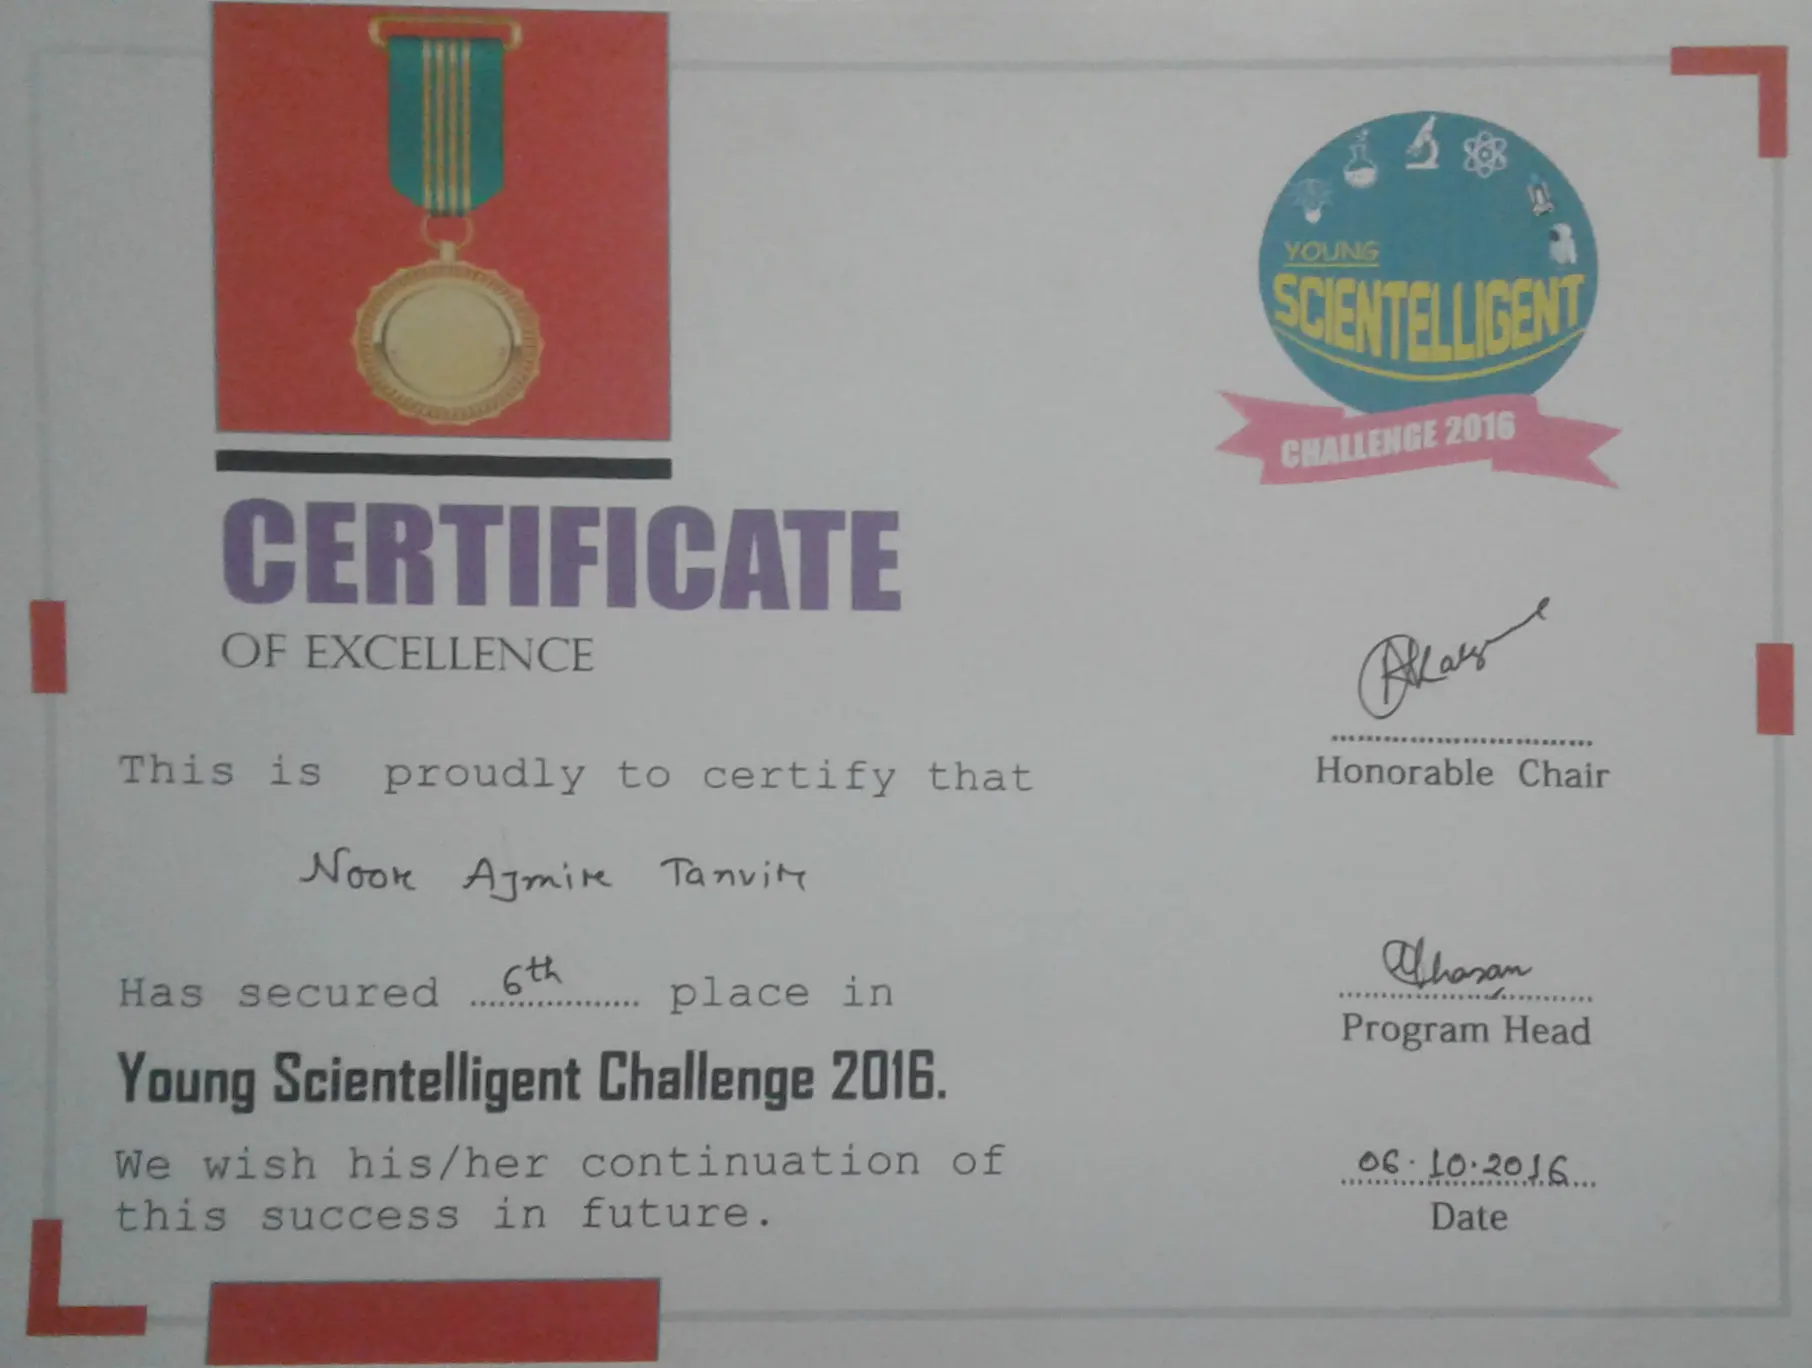 YOUNG
SCIENTELLIGENT
CHALLENGE 2016
CERTIFICATE
OF EXCELLENCE
This is proudly to certify that
Noor Ajmir Tanvir
Has secured 6th place in
Young Scientelligent Challenge 2016.
We wish his/her continuation of
this success in future.
Honorable Chair
Program Head
06.10.2016
Date